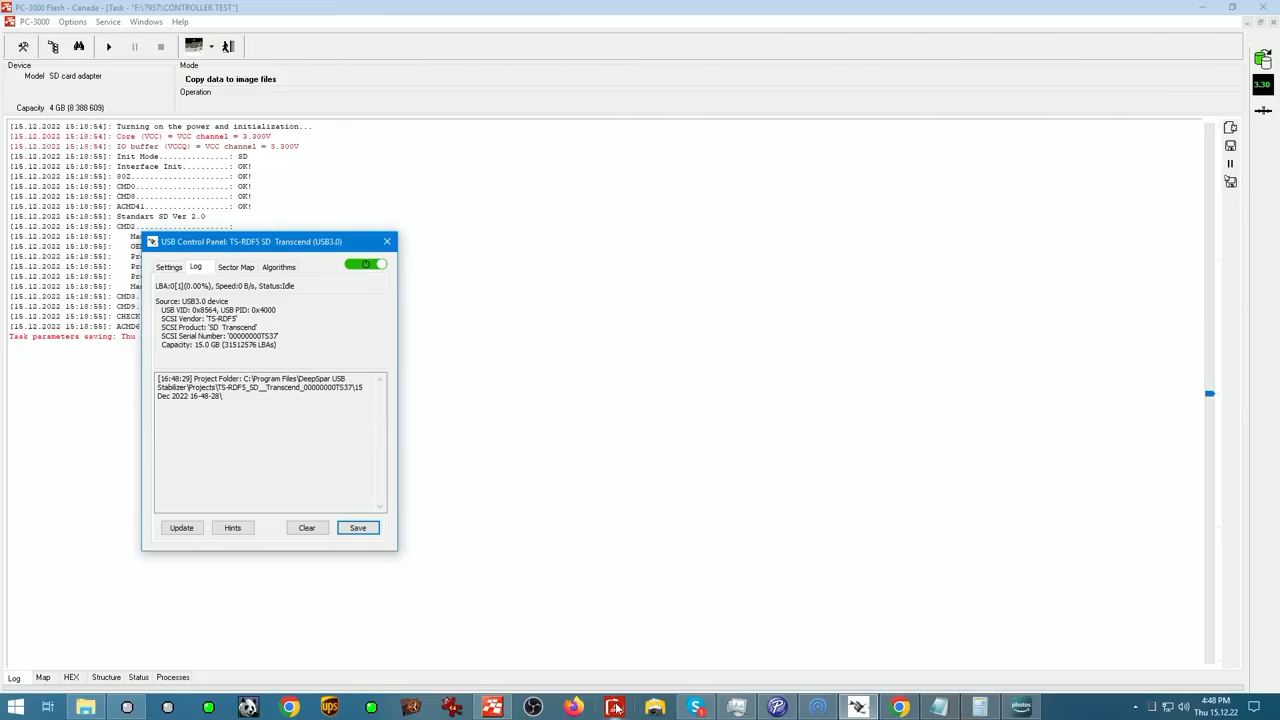 PC-3000 Flash - Canada - [Task - "F:\7957\CONTROLLER TEST"]
PC-3000 Options Service Windows Help
Device
Model SD card adapter
Capacity 4 GB (8 388 609)
Mode
Copy data to image files
Operation
3.30
[15.12.2022 15:18:54]: Turning on the power and initialization...
[15.12.2022 15:18:54]: Core (VCC) = VCC channel = 3.300V
[15.12.2022 15:18:54]: IO buffer (VCCQ) = VCC channel = 3.300V
[15.12.2022 15:18:55]: Init Mode..............: SD
[15.12.2022 15:18:55]: Interface Init.........: OK!
[15.12.2022 15:18:55]: 80Z....................: OK!
[15.12.2022 15:18:55]: CMD0...................: OK!
[15.12.2022 15:18:55]: CMD8...................: OK!
[15.12.2022 15:18:55]: ACMD41.................: OK!
[15.12.2022 15:18:55]: Standart SD Ver 2.0
[15.12.2022 15:18:55]: CMD2...................:
[15.12.2022 15:18:55]: Ma
[15.12.2022 15:18:55]: OE
[15.12.2022 15:18:55]: Pr
[15.12.2022 15:18:55]: Pr
[15.12.2022 15:18:55]: Pr
[15.12.2022 15:18:55]: Ma
[15.12.2022 15:18:55]: CMD3.
[15.12.2022 15:18:55]: CMD9.
[15.12.2022 15:18:55]: CHECK
[15.12.2022 15:18:55]: ACMD6
Task parameters saving: Thu
USB Control Panel: TS-RDF5 SD Transcend (USB3.0)
Settings Log Sector Map Algorithms
LBA:0[1](0.00%), Speed:0 B/s, Status:Idle
Source: USB3.0 device
USB VID: 0x8564, USB PID: 0x4000
SCSI Vendor: 'TS-RDF5'
SCSI Product: 'SD Transcend'
SCSI Serial Number: '00000000TS37'
Capacity: 15.0 GB (31512576 LBAs)
[16:48:29] Project Folder: C:\Program Files\DeepSpar USB
Stabilizer\Projects\TS-RDF5_SD__Transcend_00000000TS37\15
Dec 2022 16-48-28\
Update Hints Clear Save
Log Map HEX Structure Status Processes
ups
photos
4:48 PM
Thu 15.12.22